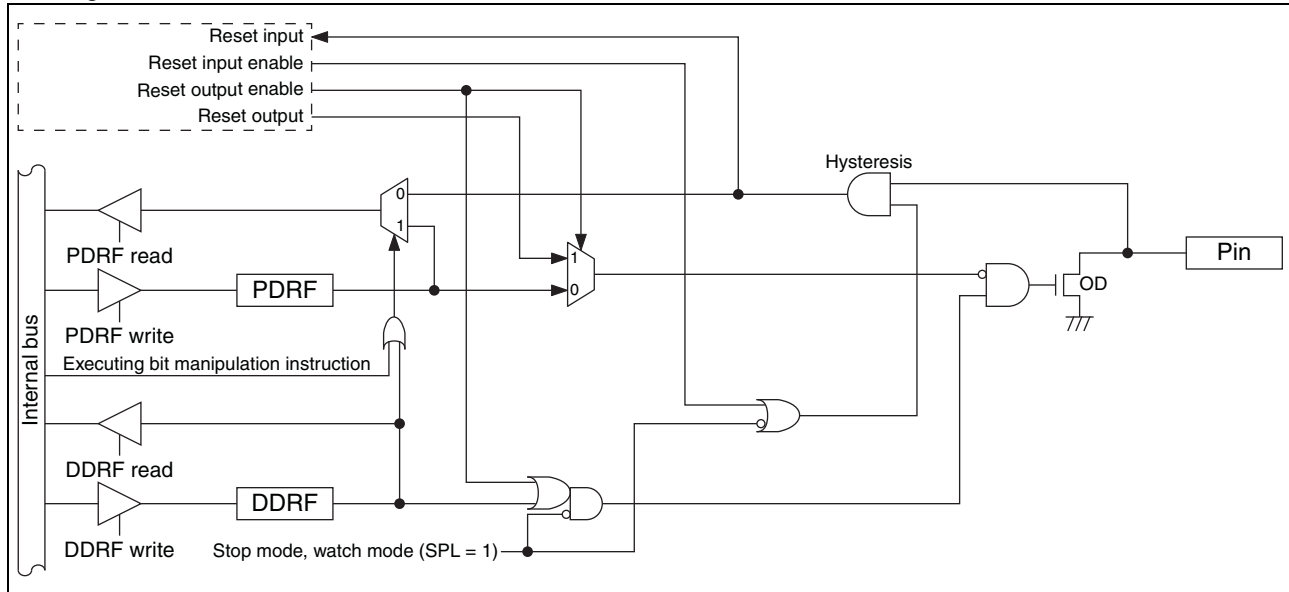 Reset input
Reset input enable
Reset output enable
Reset output
Hysteresis
0
1
PDRF read
1
0
Pin
OD
PDRF
PDRF write
Executing bit manipulation instruction
Internal bus
DDRF read
DDRF
DDRF write
Stop mode, watch mode (SPL = 1)